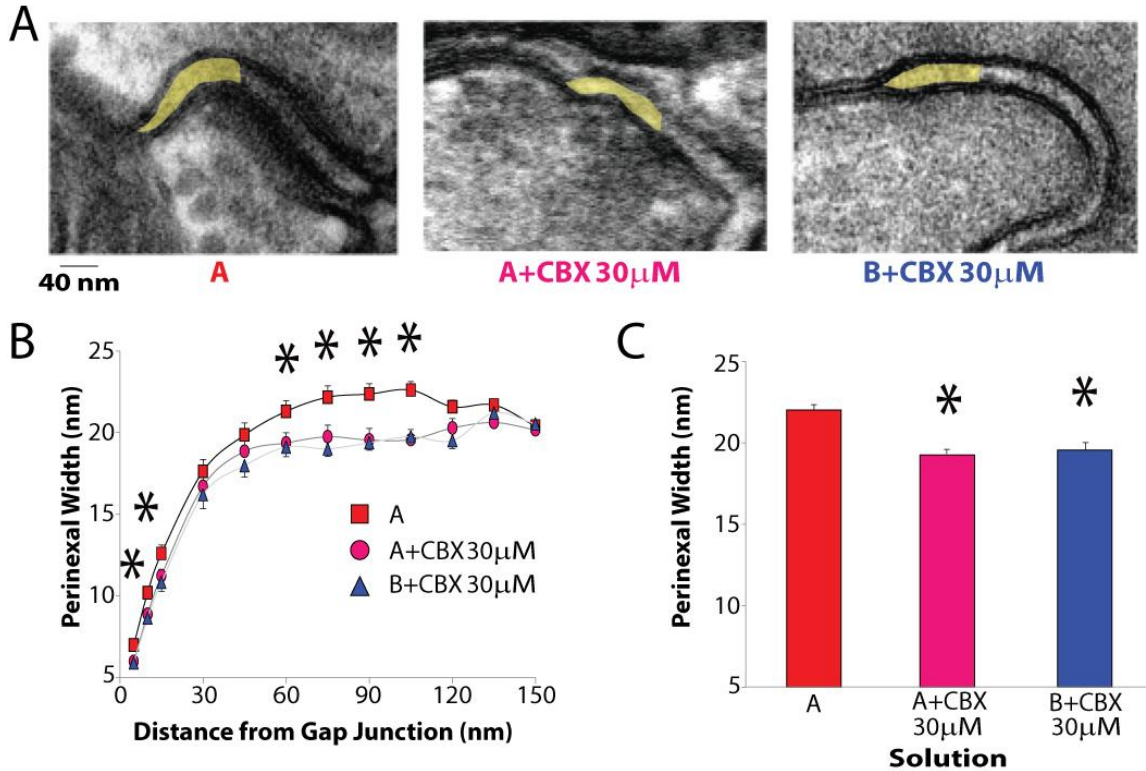 A
A
A+CBX 30μM
B+CBX 30μM
40 nm
B
Perinexal Width (nm)
25
20
15
10
5
* * * * * *
A
A+CBX 30μM
B+CBX 30μM
0 30 60 90 120 150
Distance from Gap Junction (nm)
C
Perinexal Width (nm)
25
20
15
10
5
* *
A
A+CBX
30μM
B+CBX
30μM
Solution